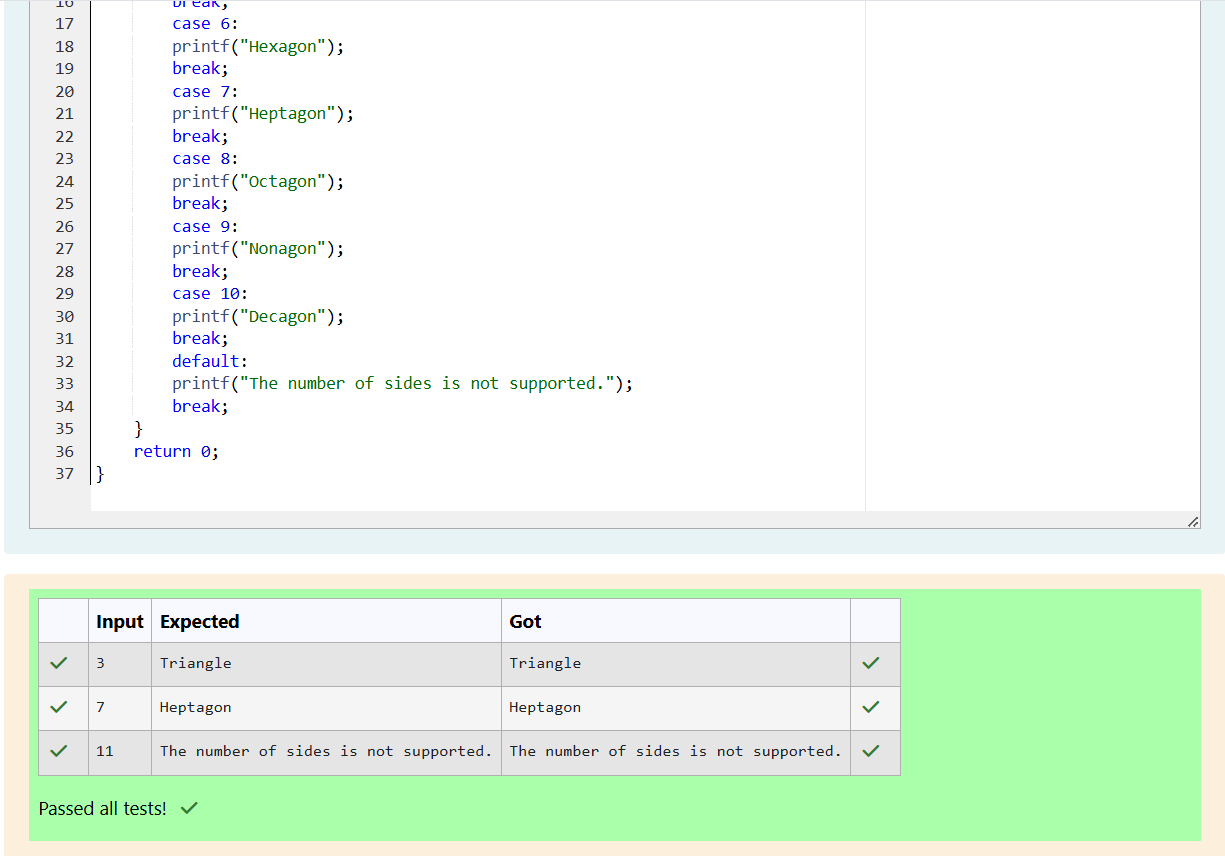 16 break;
17 case 6:
18 printf("Hexagon");
19 break;
20 case 7:
21 printf("Heptagon");
22 break;
23 case 8:
24 printf("Octagon");
25 break;
26 case 9:
27 printf("Nonagon");
28 break;
29 case 10:
30 printf("Decagon");
31 break;
32 default:
33 printf("The number of sides is not supported.");
34 break;
35 }
36 return 0;
37 }
Input Expected Got
3 Triangle Triangle
7 Heptagon Heptagon
11 The number of sides is not supported. The number of sides is not supported.
Passed all tests!